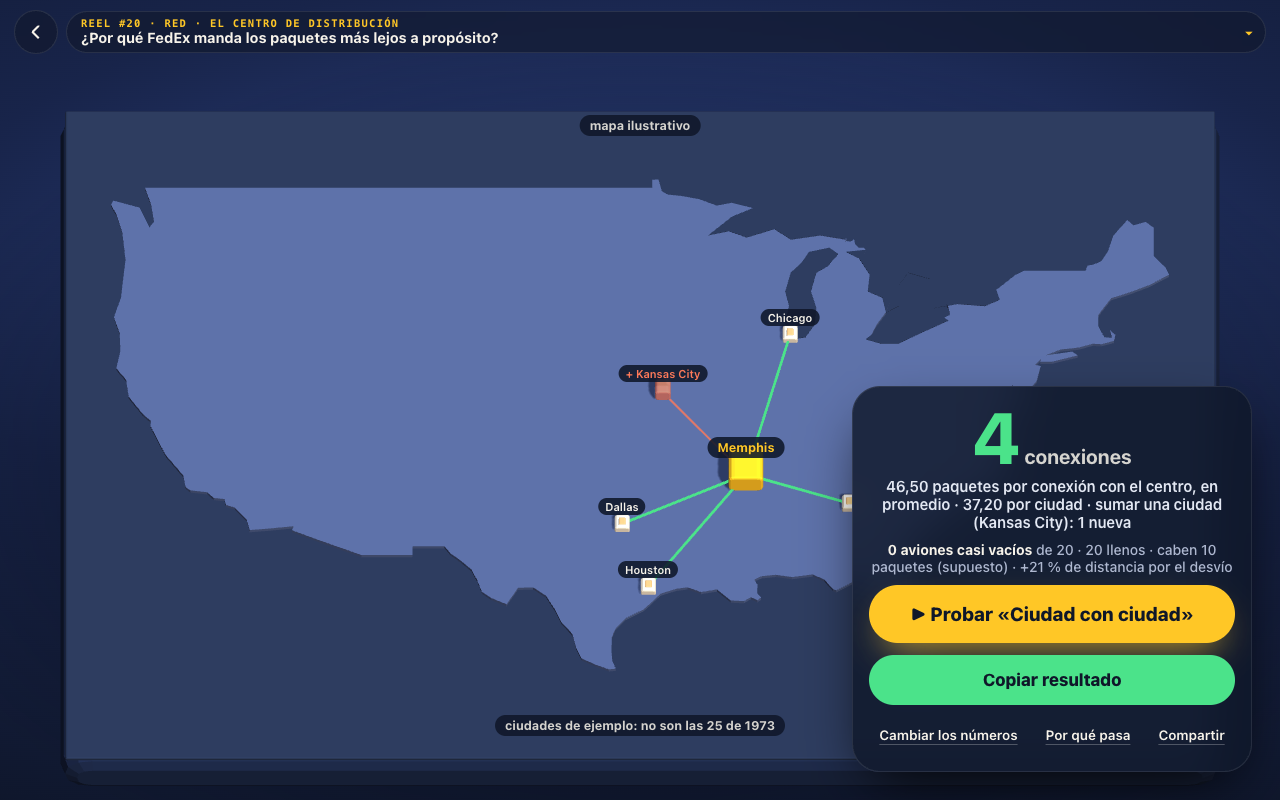 REEL #20 · RED · EL CENTRO DE DISTRIBUCIÓN
¿Por qué FedEx manda los paquetes más lejos a propósito?
mapa ilustrativo
Chicago
+ Kansas City
Memphis
Dallas
Houston
4 conexiones
46,50 paquetes por conexión con el centro, en
promedio · 37,20 por ciudad · sumar una ciudad
(Kansas City): 1 nueva
0 aviones casi vacíos de 20 · 20 llenos · caben 10
paquetes (supuesto) · +21 % de distancia por el desvío
▶ Probar «Ciudad con ciudad»
Copiar resultado
Cambiar los números Por qué pasa Compartir
ciudades de ejemplo: no son las 25 de 1973